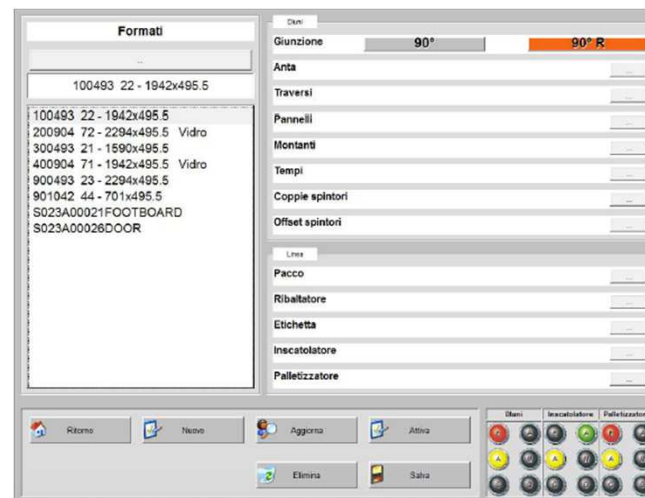 Formati
...
100493 22 - 1942x495.5
100493 22 - 1942x495.5
200904 72 - 2294x495.5 Vidro
300493 21 - 1590x495.5
400904 71 - 1942x495.5 Vidro
900493 23 - 2294x495.5
901042 44 - 701x495.5
S023A00021FOOTBOARD
S023A00026DOOR
Diani
Giunzione 90° 90° R
Anta ...
Traversi ...
Pannelli ...
Montanti ...
Tempi ...
Coppie spintori ...
Offset spintori ...
Linea
Pacco ...
Ribaltatore ...
Etichetta ...
Inscatolatore ...
Palletizzatore ...
Ritorno Nuovo Aggiorna Attiva
Elimina Salva
Diani Inscatolatore Palletizzatore